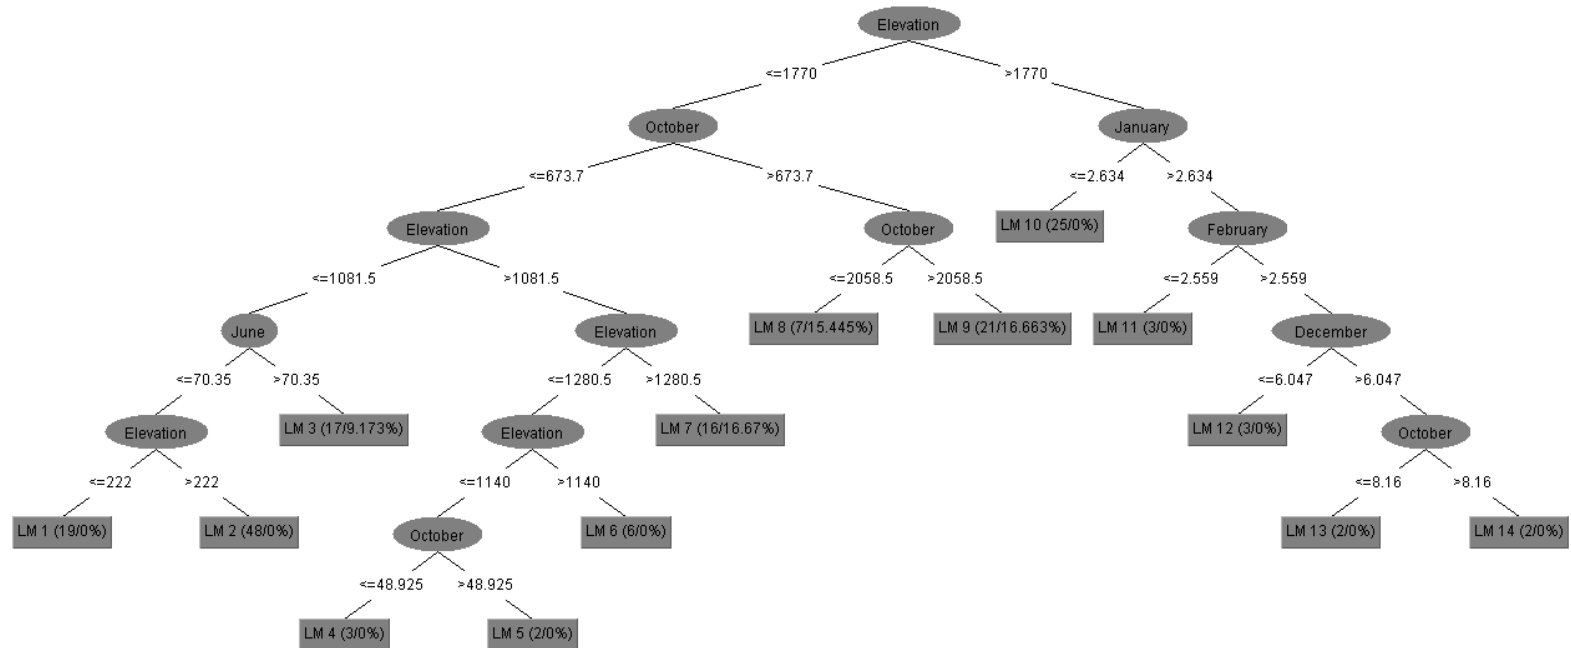 Elevation
<=1770 >1770
October January
<=673.7 >673.7 <=2.634 >2.634
Elevation October LM 10 (25/0%) February
<=1081.5 >1081.5 <=2058.5 >2058.5 <=2.559 >2.559
June Elevation LM 8 (7/15.445%) LM 9 (21/16.663%) LM 11 (3/0%) December
<=70.35 >70.35 <=1280.5 >1280.5 <=6.047 >6.047
Elevation LM 3 (17/9.173%) Elevation LM 7 (16/16.67%) LM 12 (3/0%) October
<=222 >222 <=1140 >1140 <=8.16 >8.16
LM 1 (19/0%) LM 2 (48/0%) October LM 6 (6/0%) LM 13 (2/0%) LM 14 (2/0%)
<=48.925 >48.925
LM 4 (3/0%) LM 5 (2/0%)